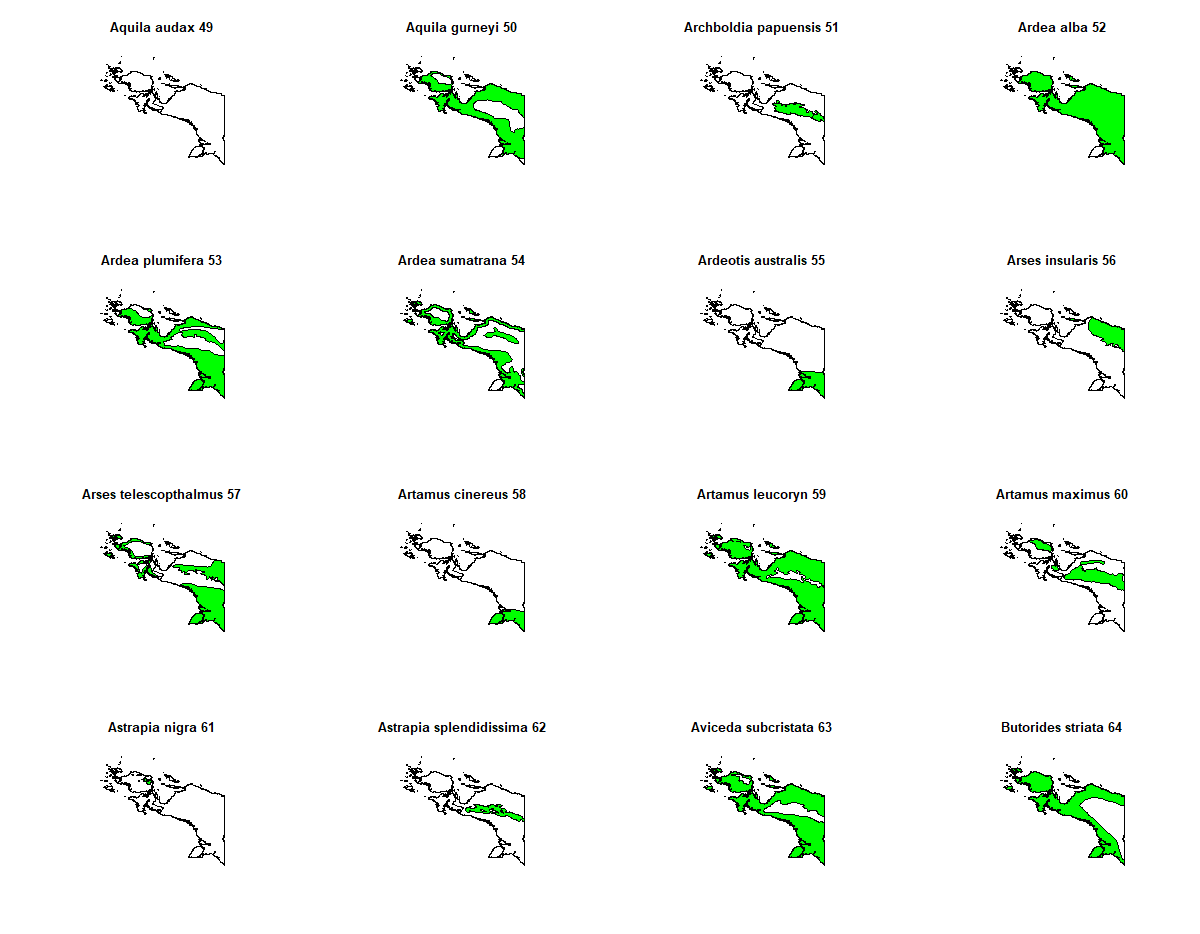 Aquila audax 49
Aquila gurneyi 50
Archboldia papuensis 51
Ardea alba 52
Ardea plumifera 53
Ardea sumatrana 54
Ardeotis australis 55
Arses insularis 56
Arses telescopthalmus 57
Artamus cinereus 58
Artamus leucoryn 59
Artamus maximus 60
Astrapia nigra 61
Astrapia splendidissima 62
Aviceda subcristata 63
Butorides striata 64